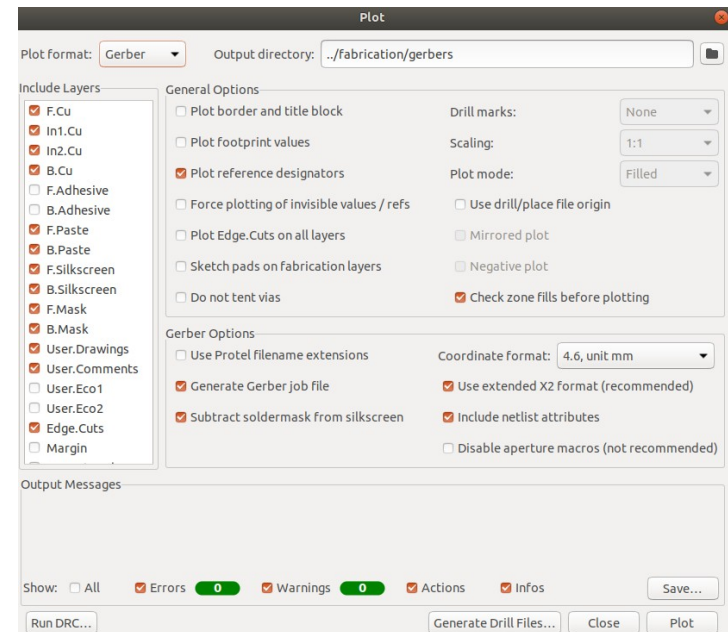 Plot
Plot format: Gerber Output directory: ../fabrication/gerbers
Include Layers
F.Cu
In1.Cu
In2.Cu
B.Cu
F.Adhesive
B.Adhesive
F.Paste
B.Paste
F.Silkscreen
B.Silkscreen
F.Mask
B.Mask
User.Drawings
User.Comments
User.Eco1
User.Eco2
Edge.Cuts
Margin
General Options
Plot border and title block Drill marks: None
Plot footprint values Scaling: 1:1
Plot reference designators Plot mode: Filled
Force plotting of invisible values / refs Use drill/place file origin
Plot Edge.Cuts on all layers Mirrored plot
Sketch pads on fabrication layers Negative plot
Do not tent vias Check zone fills before plotting
Gerber Options
Use Protel filename extensions Coordinate format: 4.6, unit mm
Generate Gerber job file Use extended X2 format (recommended)
Subtract soldermask from silkscreen Include netlist attributes
Disable aperture macros (not recommended)
Output Messages
Show: All Errors 0 Warnings 0 Actions Infos Save...
Run DRC... Generate Drill Files... Close Plot